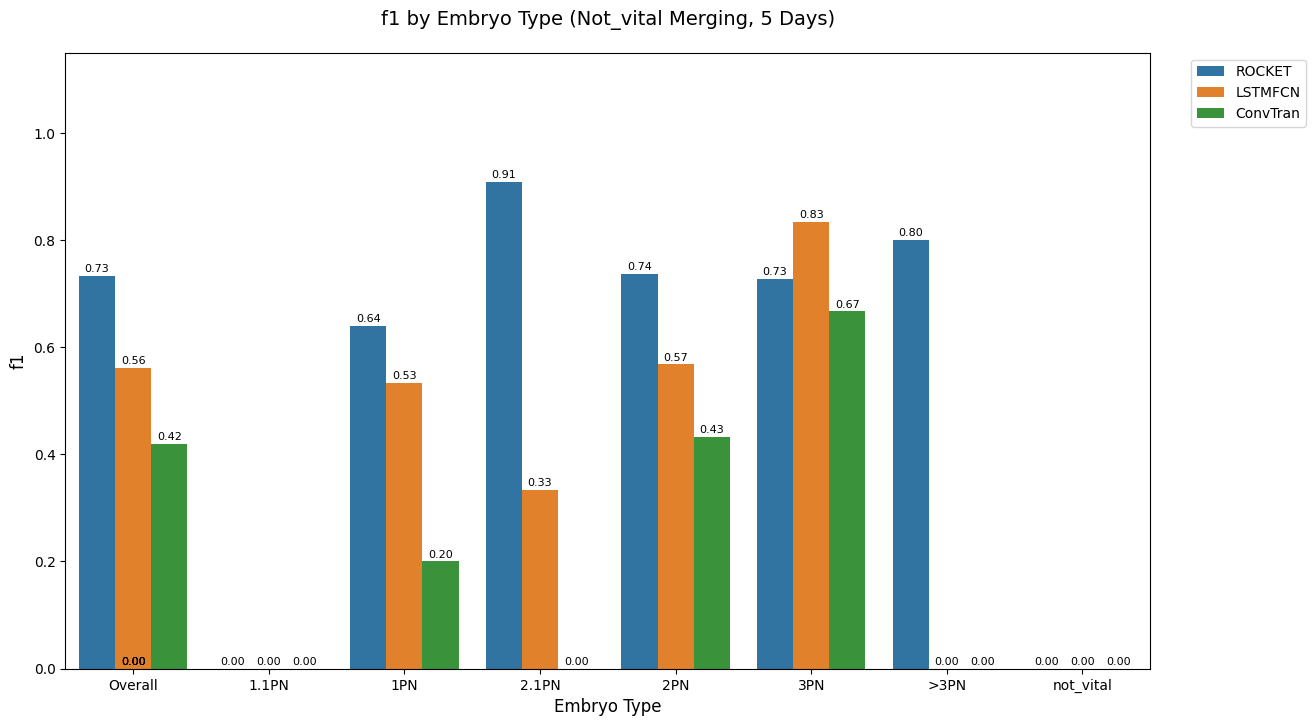 f1 by Embryo Type (Not_vital Merging, 5 Days)
ROCKET
LSTMFCN
ConvTran
f1
1.0
0.8
0.6
0.4
0.2
0.0
0.73
0.56
0.42
0.00
0.00
0.00
0.00
0.64
0.53
0.20
0.91
0.33
0.00
0.74
0.57
0.43
0.73
0.83
0.67
0.80
0.00
0.00
0.00
0.00
0.00
Overall
1.1PN
1PN
2.1PN
2PN
3PN
>3PN
not_vital
Embryo Type